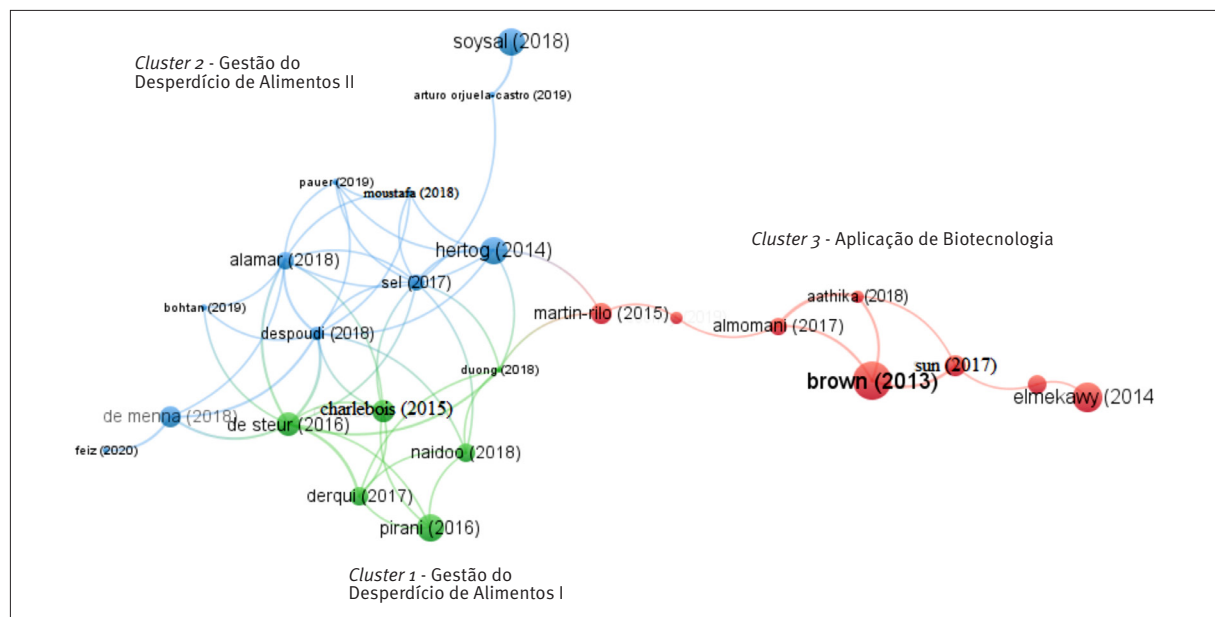 soysal (2018)
Cluster 2 - Gestão do
Desperdício de Alimentos II
arturo orjuela-castro (2019)
pauer (2019)
moustafa (2018)
hertog (2014)
Cluster 3 - Aplicação de Biotecnologia
alamar (2018)
sel (2017)
aathika (2018)
bohtan (2019)
martin-rilo (2015)
almomani (2017)
despoudi (2018)
duong (2018)
sun (2017)
brown (2013)
elmekawy (2014
charlebois (2015)
de menna (2018)
de steur (2016)
feiz (2020)
naidoo (2018)
derqui (2017)
pirani (2016)
Cluster 1 - Gestão do
Desperdício de Alimentos I